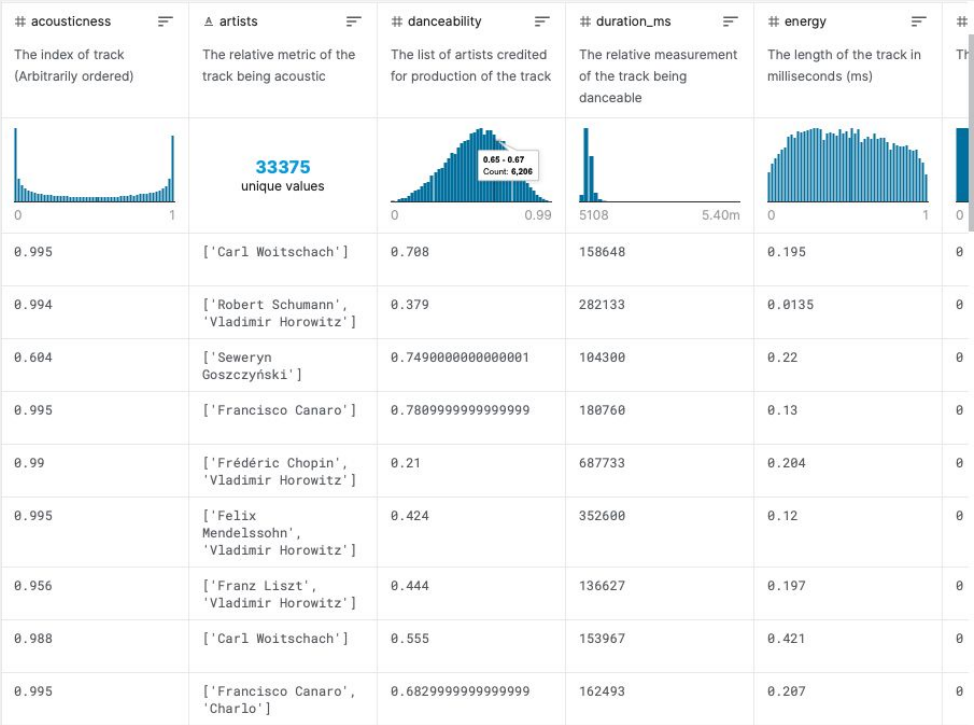 # acousticness
A artists
# danceability
# duration_ms
# energy
#
The index of track
(Arbitrarily ordered)
The relative metric of the
track being acoustic
The list of artists credited
for production of the track
The relative measurement
of the track being
danceable
The length of the track in
milliseconds (ms)
33375
unique values
0.65 - 0.67
Count: 6,206
0 1
0 0.99
5108 5.40m
0 1
0
0.995 ['Carl Woitschach'] 0.708 158648 0.195 0
0.994 ['Robert Schumann', 0.379 282133 0.0135 0
'Vladimir Horowitz']
0.604 ['Seweryn 0.7490000000000001 104300 0.22 0
Goszczyński']
0.995 ['Francisco Canaro'] 0.7809999999999999 180760 0.13 0
0.99 ['Frédéric Chopin', 0.21 687733 0.204 0
'Vladimir Horowitz']
0.995 ['Felix 0.424 352600 0.12 0
Mendelssohn',
'Vladimir Horowitz']
0.956 ['Franz Liszt', 0.444 136627 0.197 0
'Vladimir Horowitz']
0.988 ['Carl Woitschach'] 0.555 153967 0.421 0
0.995 ['Francisco Canaro', 0.6829999999999999 162493 0.207 0
'Charlo']